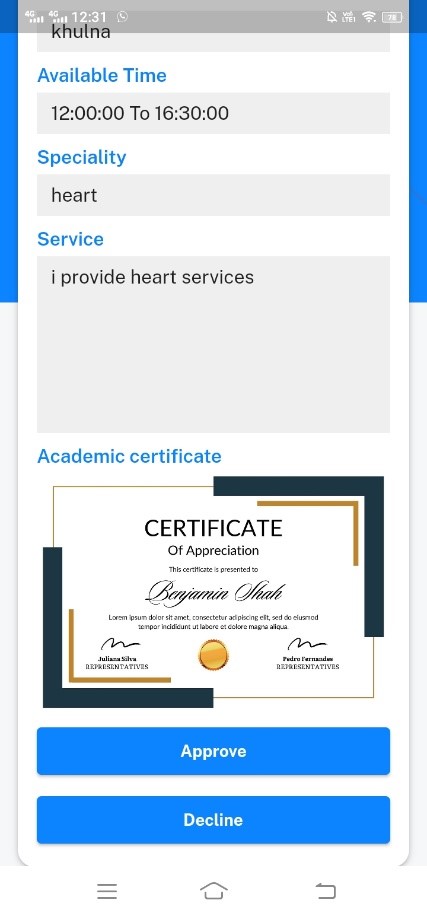 4G 4G 12:31 VoLTE1 78
khulna
Available Time
12:00:00 To 16:30:00
Speciality
heart
Service
i provide heart services
Academic certificate
CERTIFICATE
Of Appreciation
This certificate is presented to
Benjamin Shah
Lorem ipsum dolor sit amet, consectetur adipiscing elit, sed do eiusmod
tempor incididunt ut labore et dolore magna aliqua.
Juliana Silva
REPRESENTATIVES
Pedro Fernandes
REPRESENTATIVES
Approve
Decline